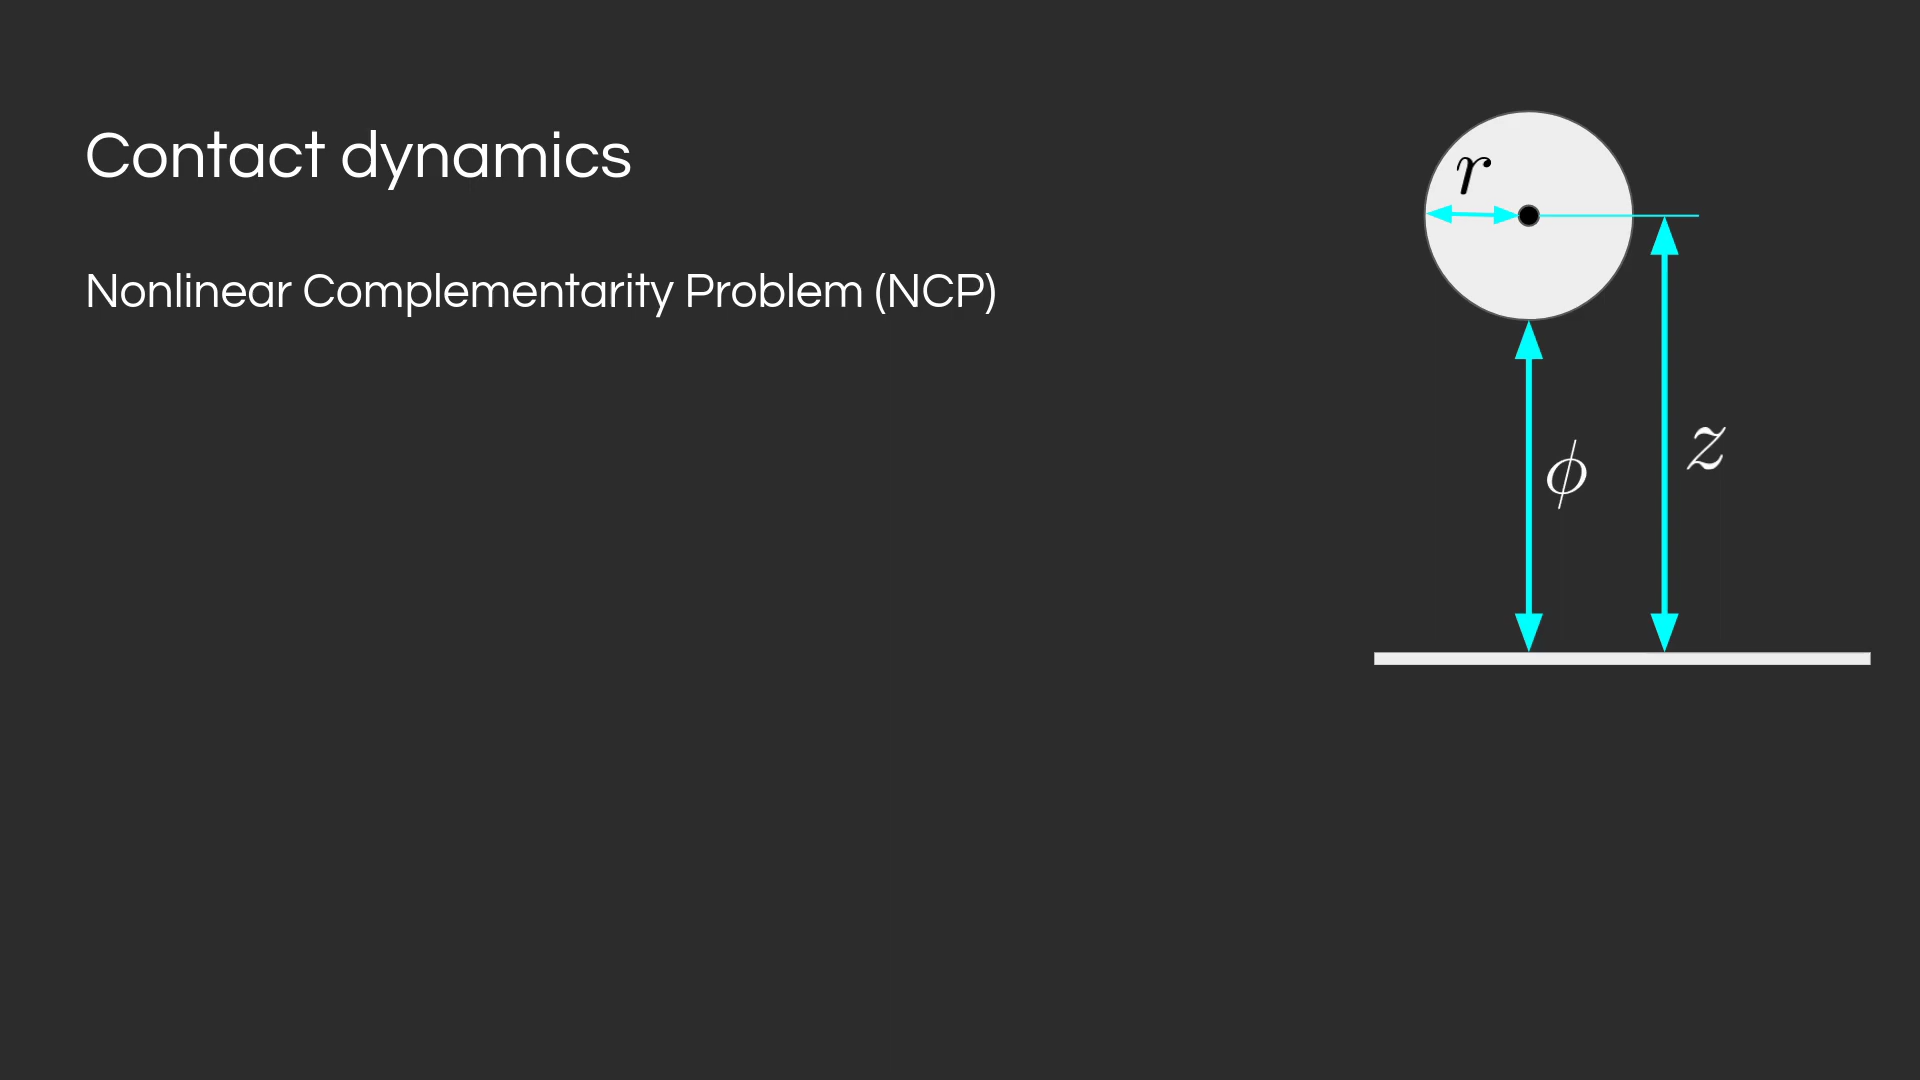 Contact dynamics
Nonlinear Complementarity Problem (NCP)
r
ϕ
z